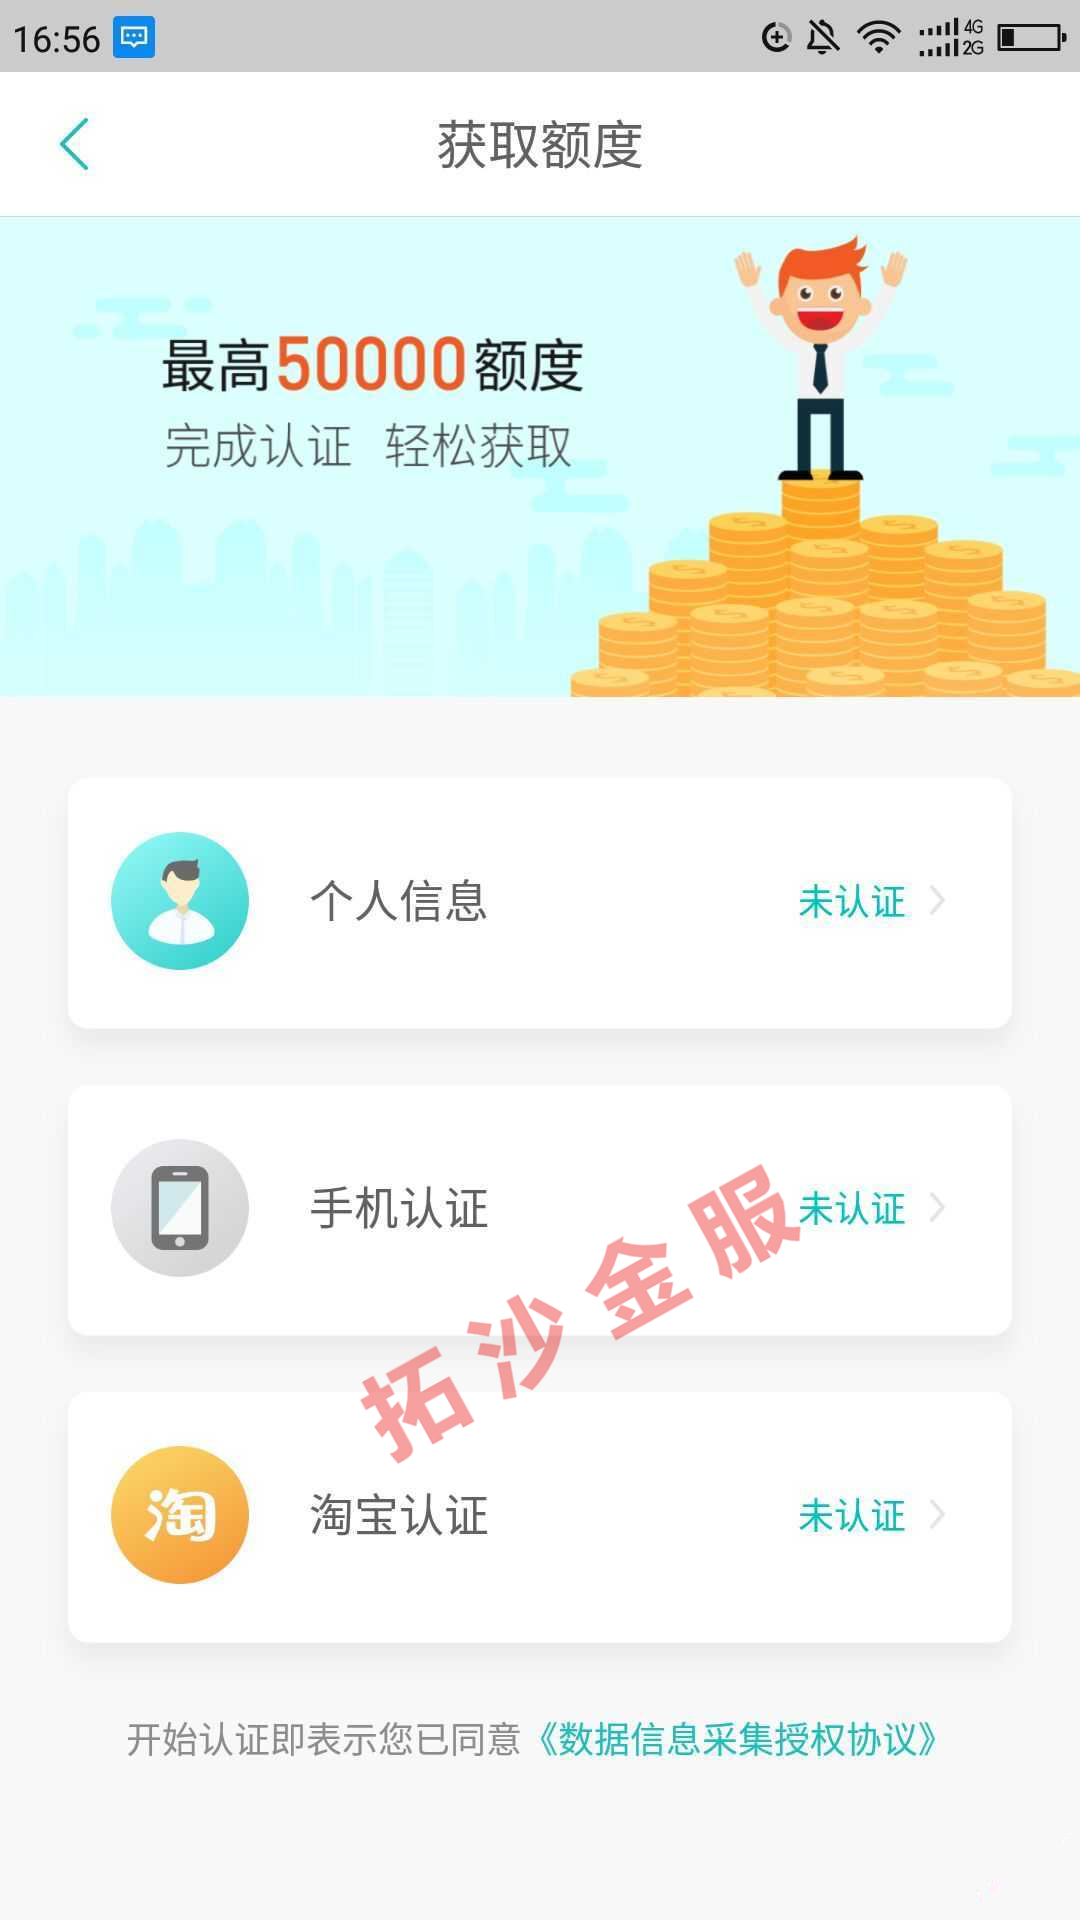 16:56
4G
2G
获取额度
最高50000额度
完成认证 轻松获取
个人信息
未认证
手机认证
未认证
拓沙金服
淘
淘宝认证
未认证
开始认证即表示您已同意《数据信息采集授权协议》